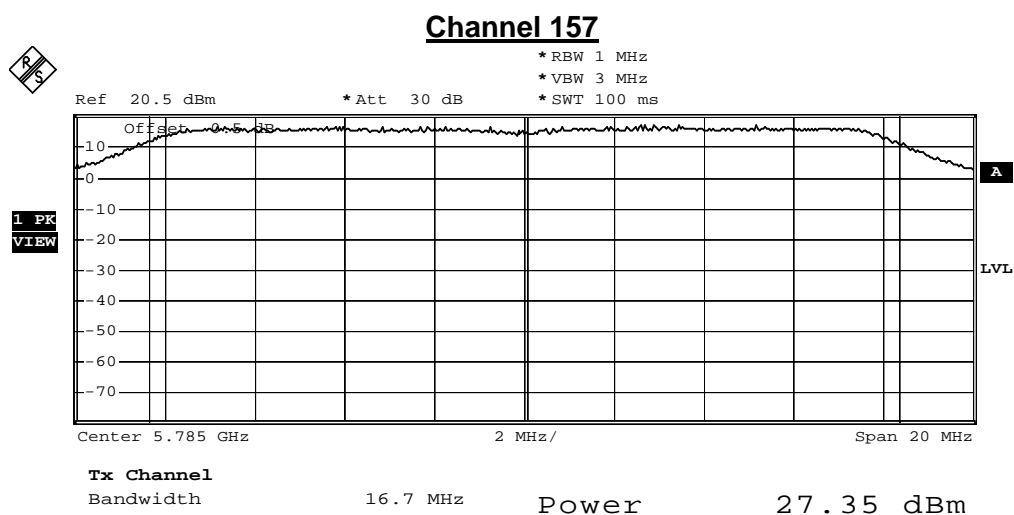 Channel 157
R S
* RBW 1 MHz
* VBW 3 MHz
Ref 20.5 dBm * Att 30 dB * SWT 100 ms
Offset 0.5 dB
10
0
A
-10
1 PK
VIEW
-20
-30
LVL
-40
-50
-60
-70
Center 5.785 GHz 2 MHz/ Span 20 MHz
Tx Channel
Bandwidth 16.7 MHz Power 27.35 dBm